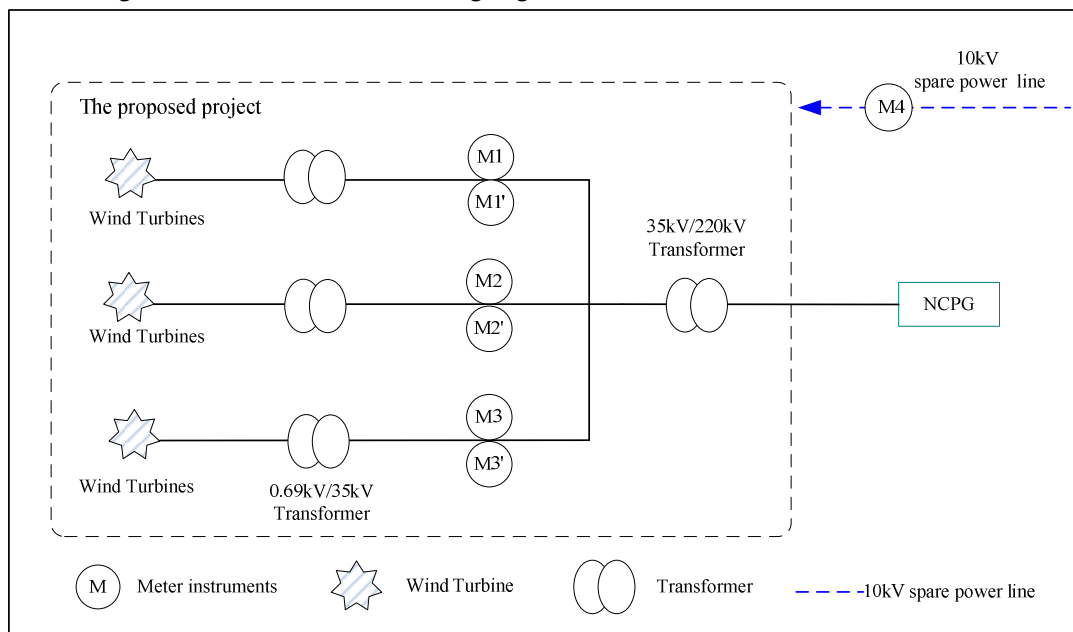 10kV
spare power line
M4
The proposed project
M1
M1'
Wind Turbines
35kV/220kV
Transformer
M2
M2'
NCPG
Wind Turbines
M3
M3'
Wind Turbines
0.69kV/35kV
Transformer
M
Meter instruments
Wind Turbine
Transformer
10kV spare power line